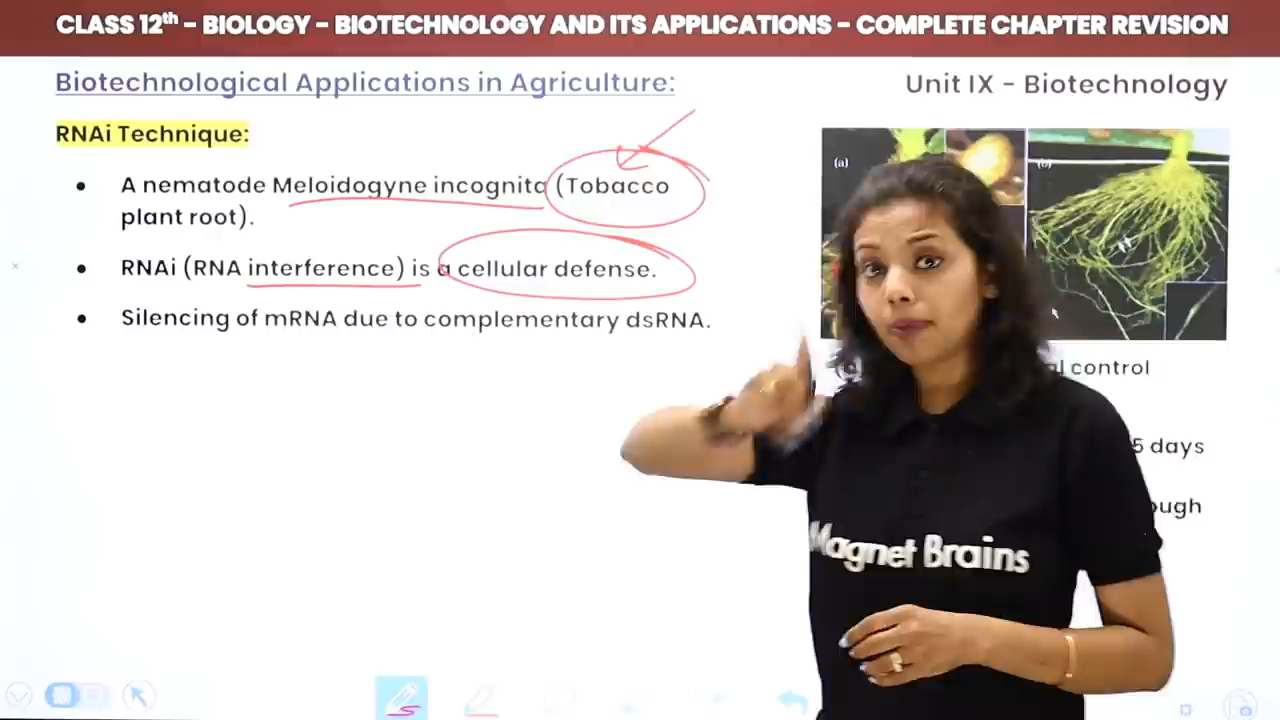 CLASS 12th – BIOLOGY – BIOTECHNOLOGY AND ITS APPLICATIONS – COMPLETE CHAPTER REVISION
Biotechnological Applications in Agriculture:
Unit IX – Biotechnology
RNAi Technique:
• A nematode Meloidogyne incognita (Tobacco
plant root).
• RNAi (RNA interference) is a cellular defense.
• Silencing of mRNA due to complementary dsRNA.
(a)
(b)
control
5 days
Magnet Brains